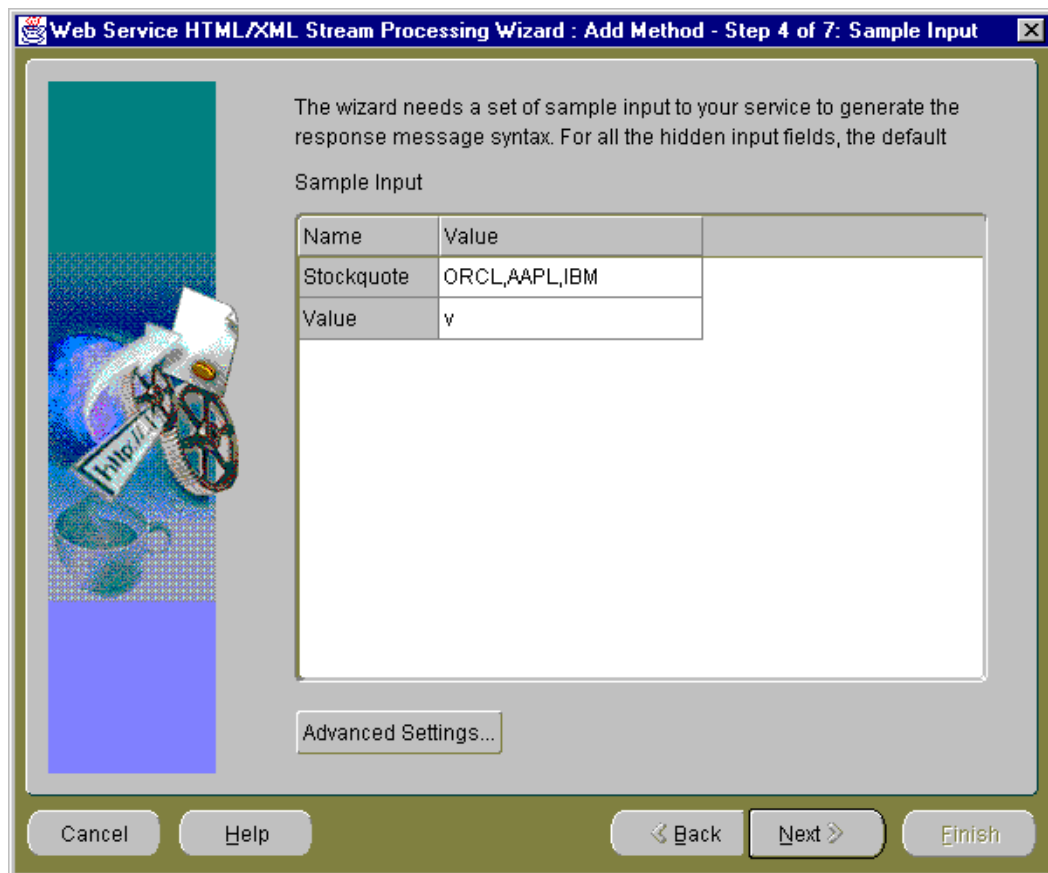 Web Service HTML/XML Stream Processing Wizard : Add Method - Step 4 of 7: Sample Input
The wizard needs a set of sample input to your service to generate the
response message syntax. For all the hidden input fields, the default
Sample Input
Name Value
Stockquote ORCL,AAPL,IBM
Value v
http://
Advanced Settings...
Cancel Help Back Next Finish